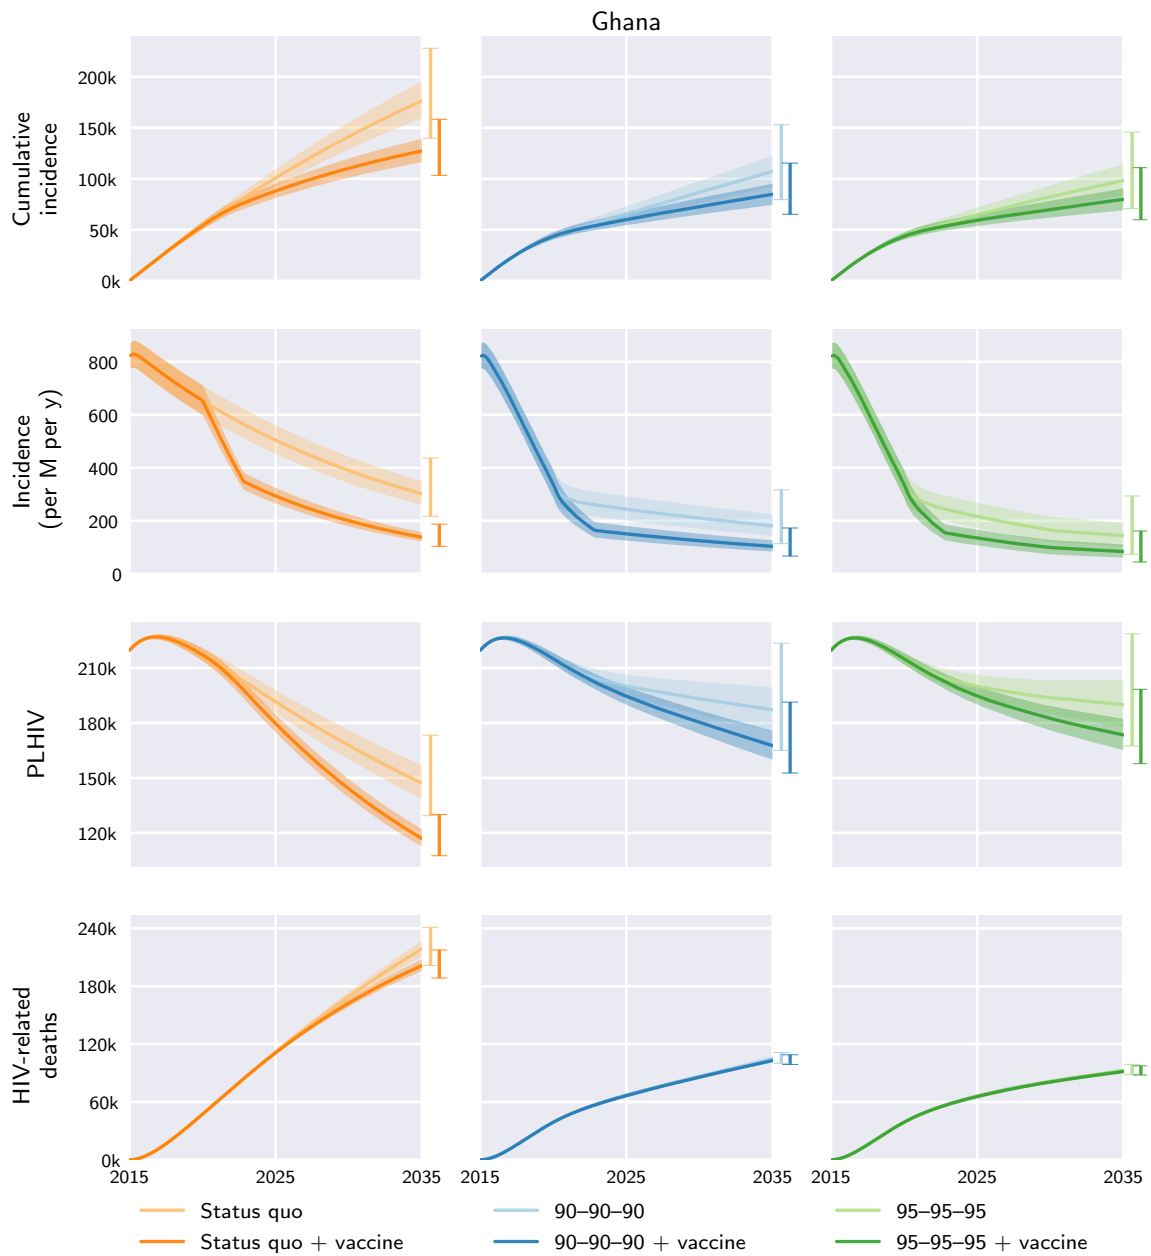 Ghana
Cumulative
incidence
200k
150k
100k
50k
0k
Incidence
(per M per y)
800
600
400
200
0
PLHIV
210k
180k
150k
120k
HIV-related
deaths
240k
180k
120k
60k
0k
2015 2025 2035 2015 2025 2035 2015 2025 2035
Status quo 90–90–90 95–95–95
Status quo + vaccine 90–90–90 + vaccine 95–95–95 + vaccine